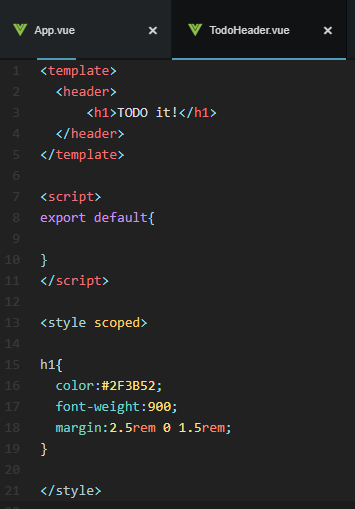 App.vue × TodoHeader.vue ×
1 <template>
2   <header>
3       <h1>TODO it!</h1>
4   </header>
5 </template>
6
7 <script>
8 export default{
9
10 }
11 </script>
12
13 <style scoped>
14
15 h1{
16   color:#2F3B52;
17   font-weight:900;
18   margin:2.5rem 0 1.5rem;
19 }
20
21 </style>